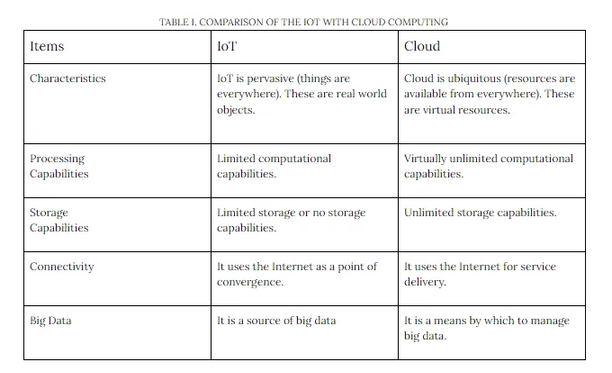 TABLE I. COMPARISON OF THE IOT WITH CLOUD COMPUTING
Items IoT Cloud
Characteristics IoT is pervasive (things are Cloud is ubiquitous (resources are
everywhere). These are real world available from everywhere). These
objects. are virtual resources.
Processing Limited computational Virtually unlimited computational
Capabilities capabilities. capabilities.
Storage Limited storage or no storage Unlimited storage capabilities.
Capabilities capabilities.
Connectivity It uses the Internet as a point of It uses the Internet for service
convergence. delivery.
Big Data It is a source of big data It is a means by which to manage
big data.